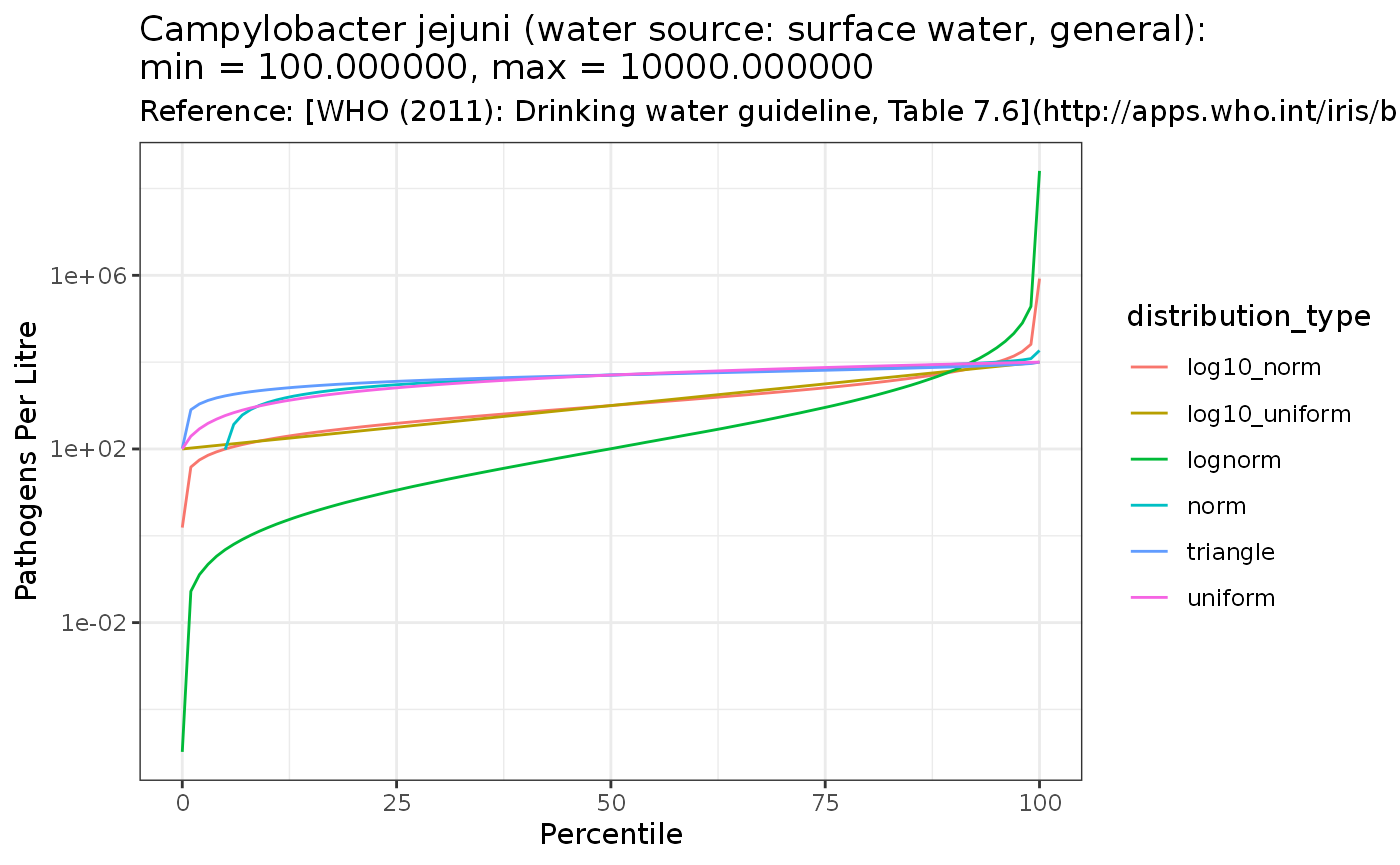 Campylobacter jejuni (water source: surface water, general):
min = 100.000000, max = 10000.000000
Reference: [WHO (2011): Drinking water guideline, Table 7.6](http://apps.who.int/iris/b
Pathogens Per Litre
1e+06
1e+02
1e-02
0 25 50 75 100
Percentile
distribution_type
log10_norm
log10_uniform
lognorm
norm
triangle
uniform